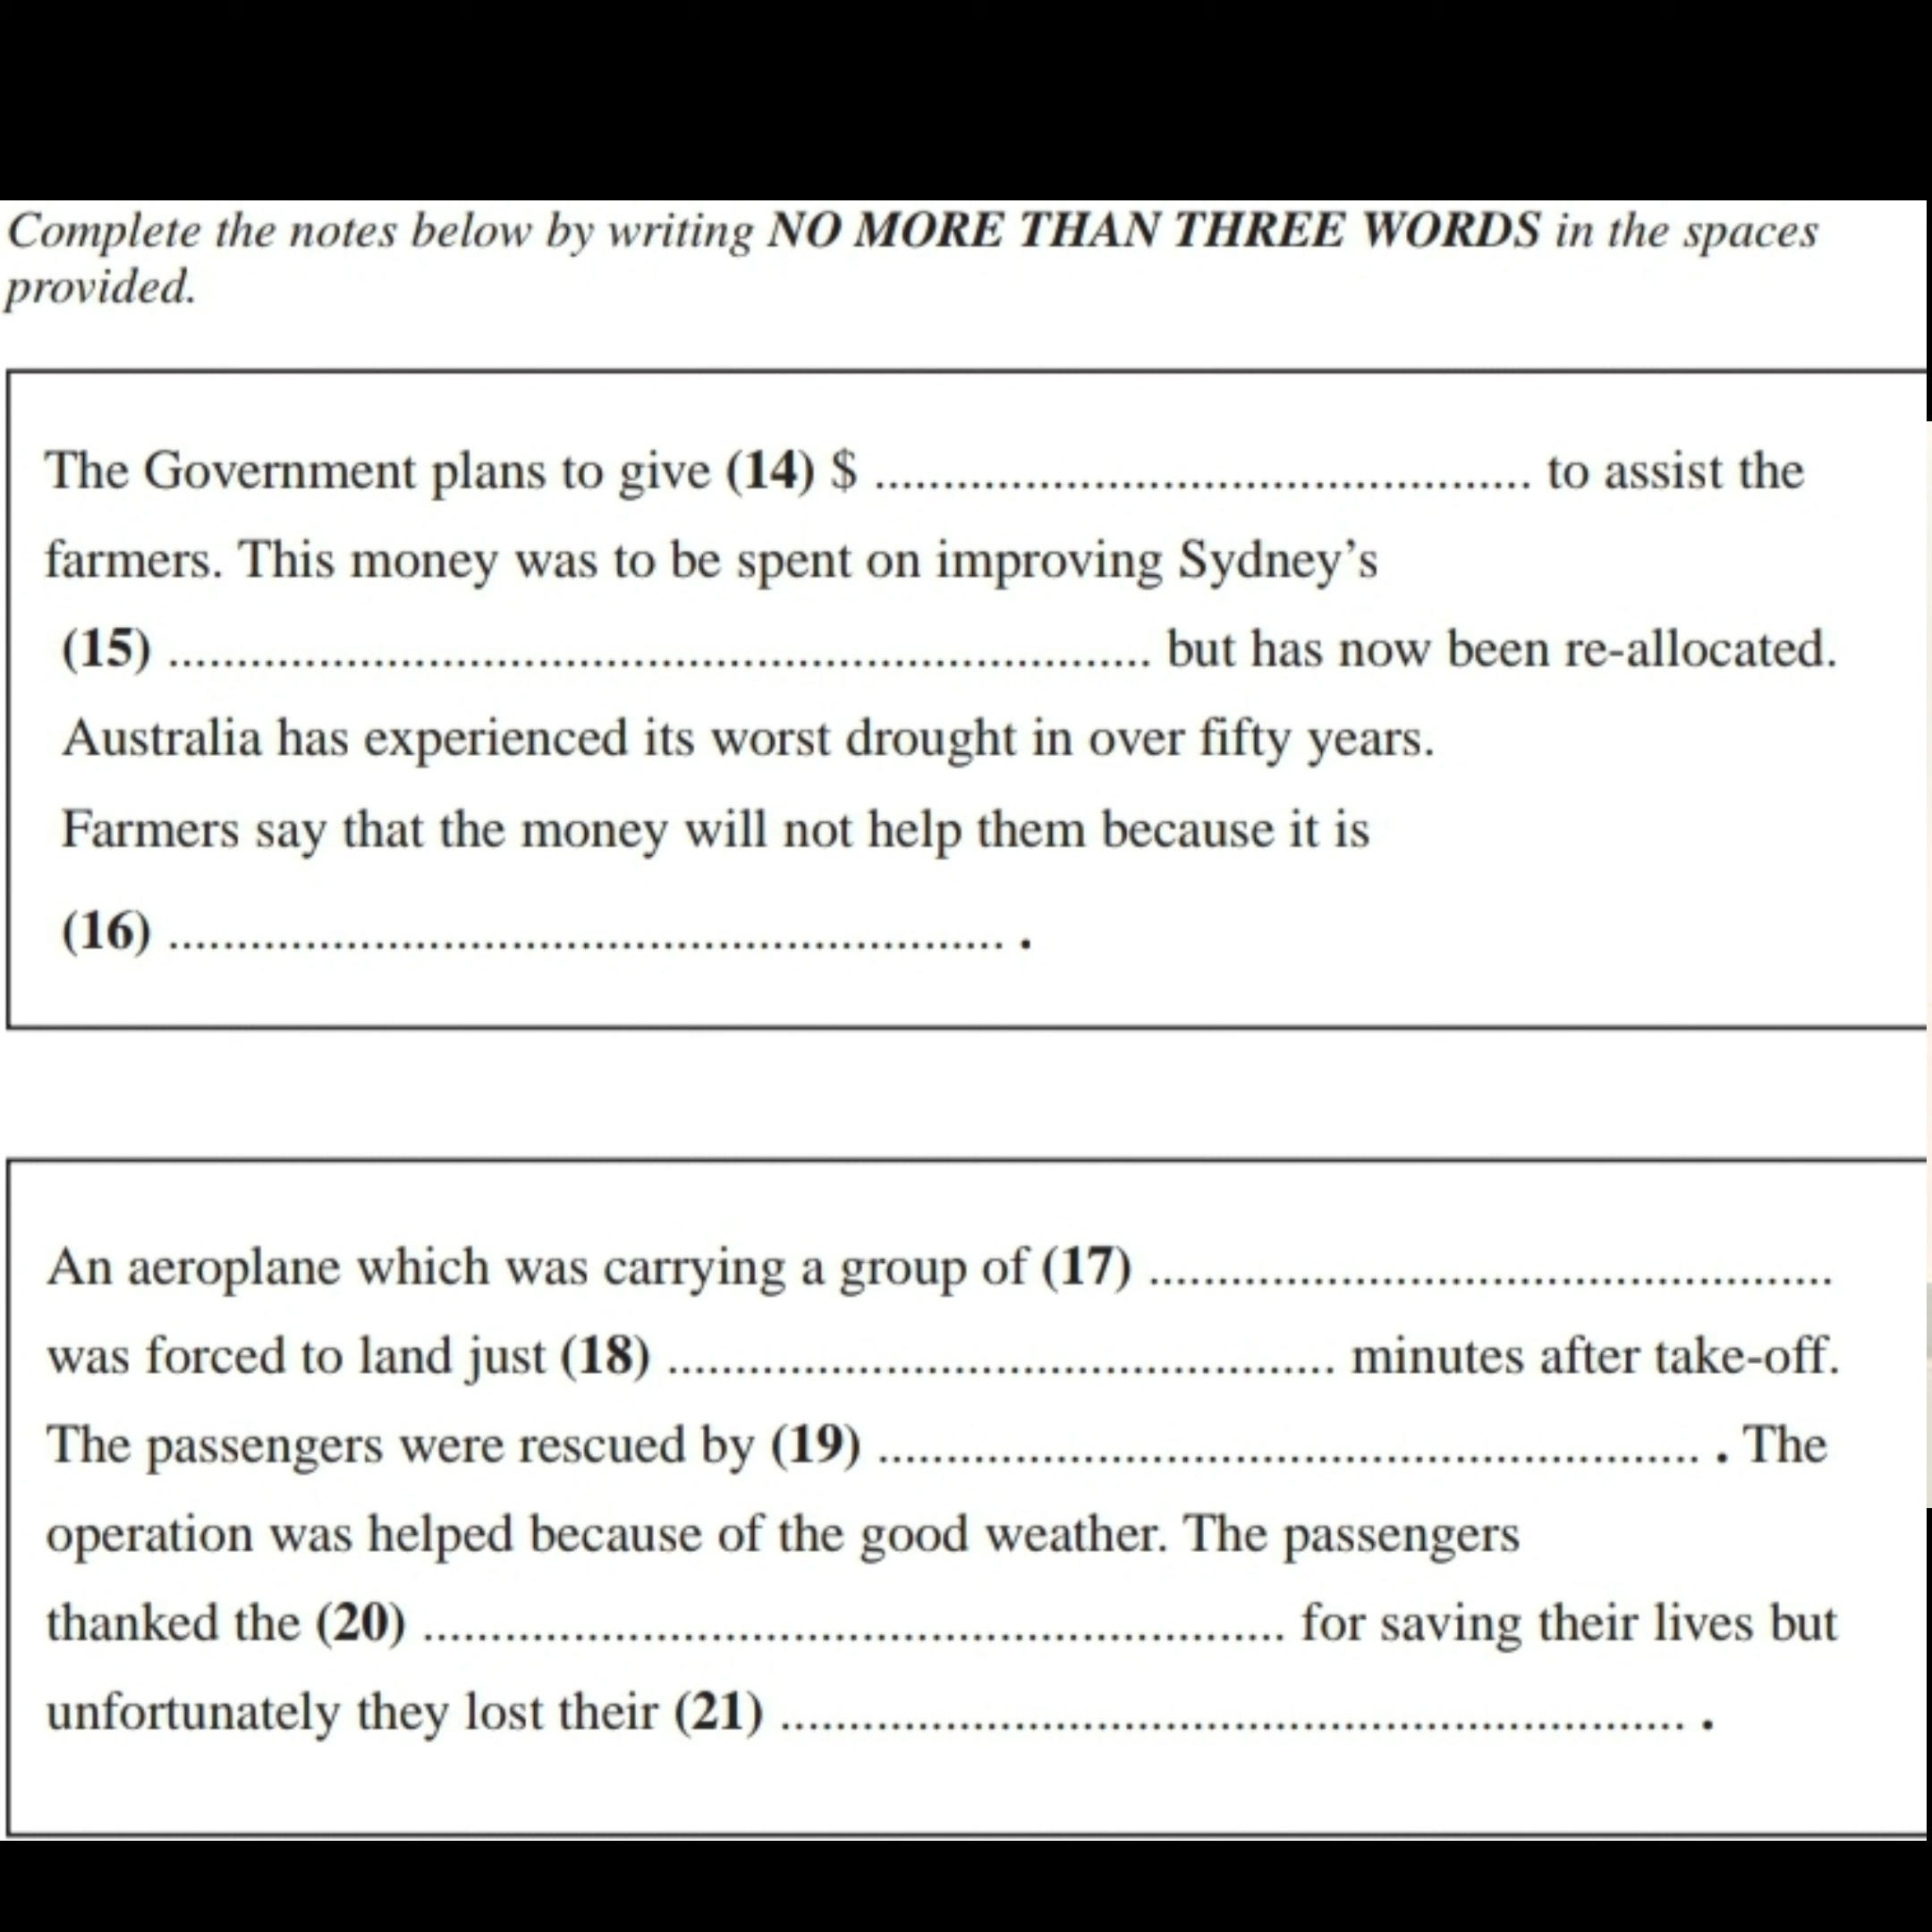 Complete the notes below by writing NO MORE THAN THREE WORDS in the spaces
provided.
The Government plans to give (14) $ ................................................ to assist the
farmers. This money was to be spent on improving Sydney’s
(15) ........................................................................ but has now been re-allocated.
Australia has experienced its worst drought in over fifty years.
Farmers say that the money will not help them because it is
(16) ............................................................. .
An aeroplane which was carrying a group of (17) ..................................................
was forced to land just (18) ................................................. minutes after take-off.
The passengers were rescued by (19) ............................................................ . The
operation was helped because of the good weather. The passengers
thanked the (20) ............................................................... for saving their lives but
unfortunately they lost their (21) .................................................................. .